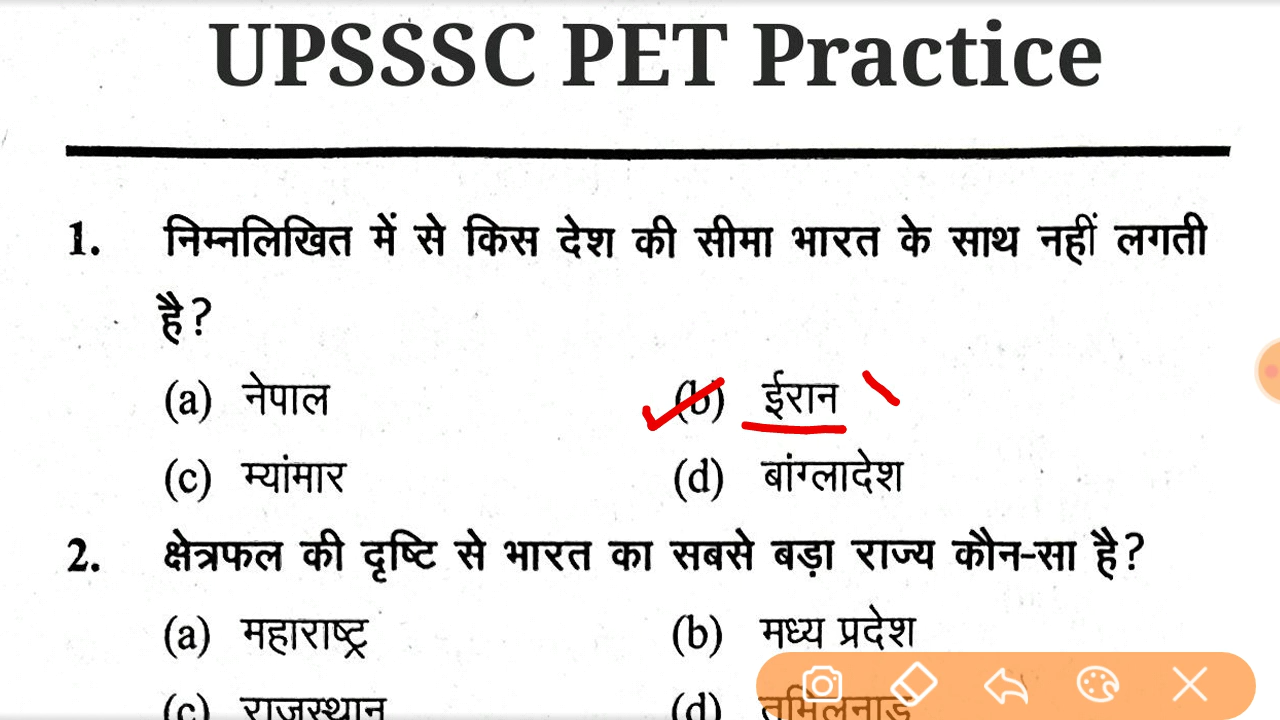 UPSSSC PET Practice
1. निम्नलिखित में से किस देश की सीमा भारत के साथ नहीं लगती
है?
(a) नेपाल (b) ईरान
(c) म्यांमार (d) बांग्लादेश
2. क्षेत्रफल की दृष्टि से भारत का सबसे बड़ा राज्य कौन-सा है?
(a) महाराष्ट्र (b) मध्य प्रदेश
(c) राजस्थान (d) तमिलनाडु